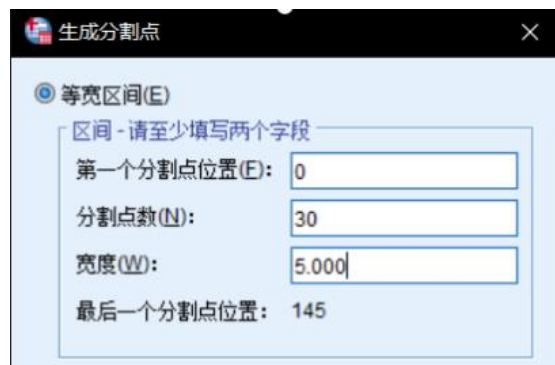 生成分割点
等宽区间(E)
区间 - 请至少填写两个字段
第一个分割点位置(F): 0
分割点数(N): 30
宽度(W): 5.000
最后一个分割点位置: 145